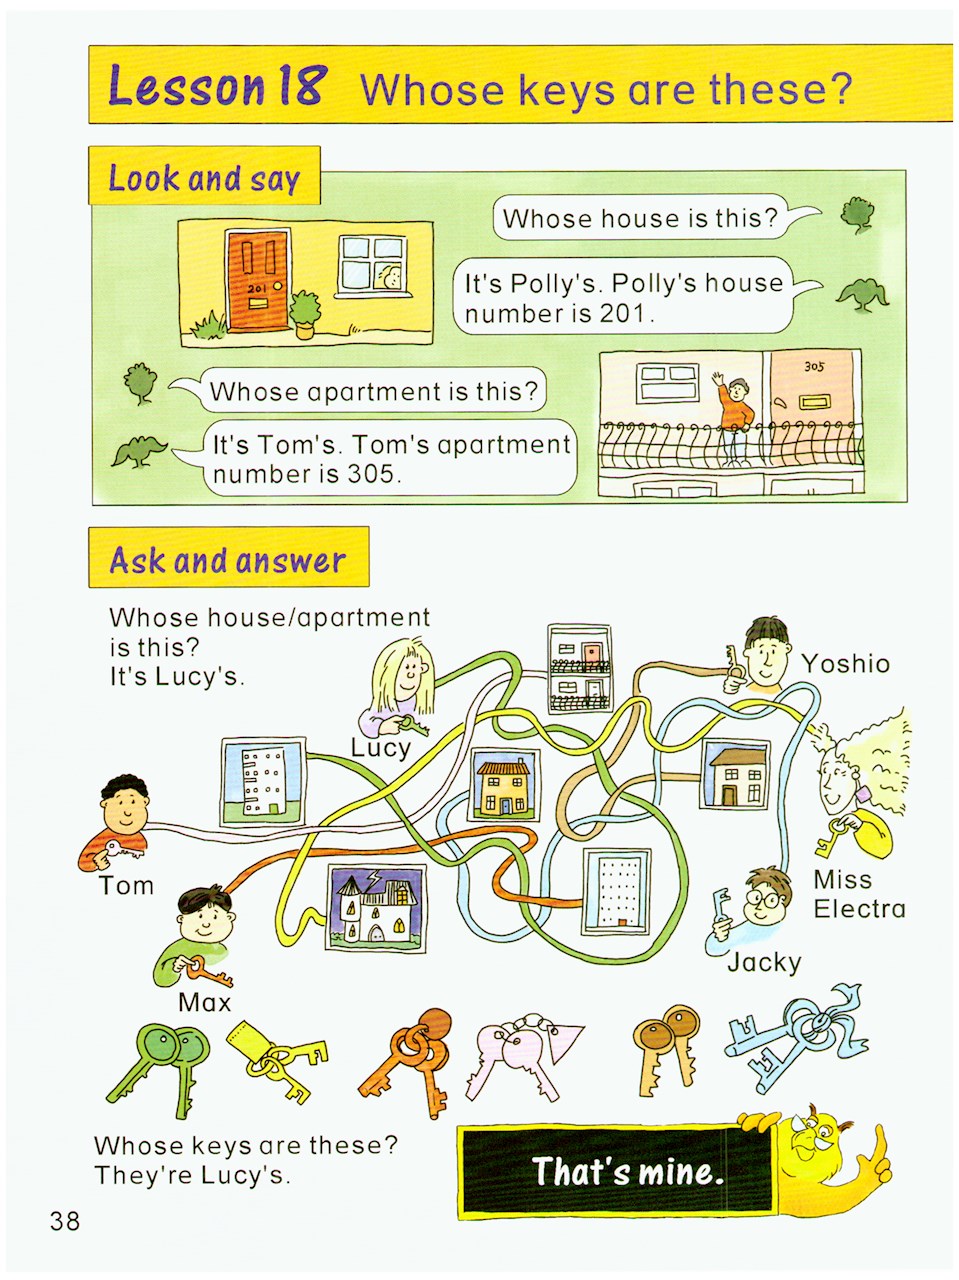 Lesson 18 Whose keys are these?
Look and say
Whose house is this?
201
It's Polly's. Polly's house
number is 201.
305
Whose apartment is this?
It's Tom's. Tom's apartment
number is 305.
Ask and answer
Whose house/apartment
is this?
It's Lucy's.
Yoshio
Lucy
Tom
Miss
Electra
Jacky
Max
Whose keys are these?
They're Lucy's.
That's mine.
38